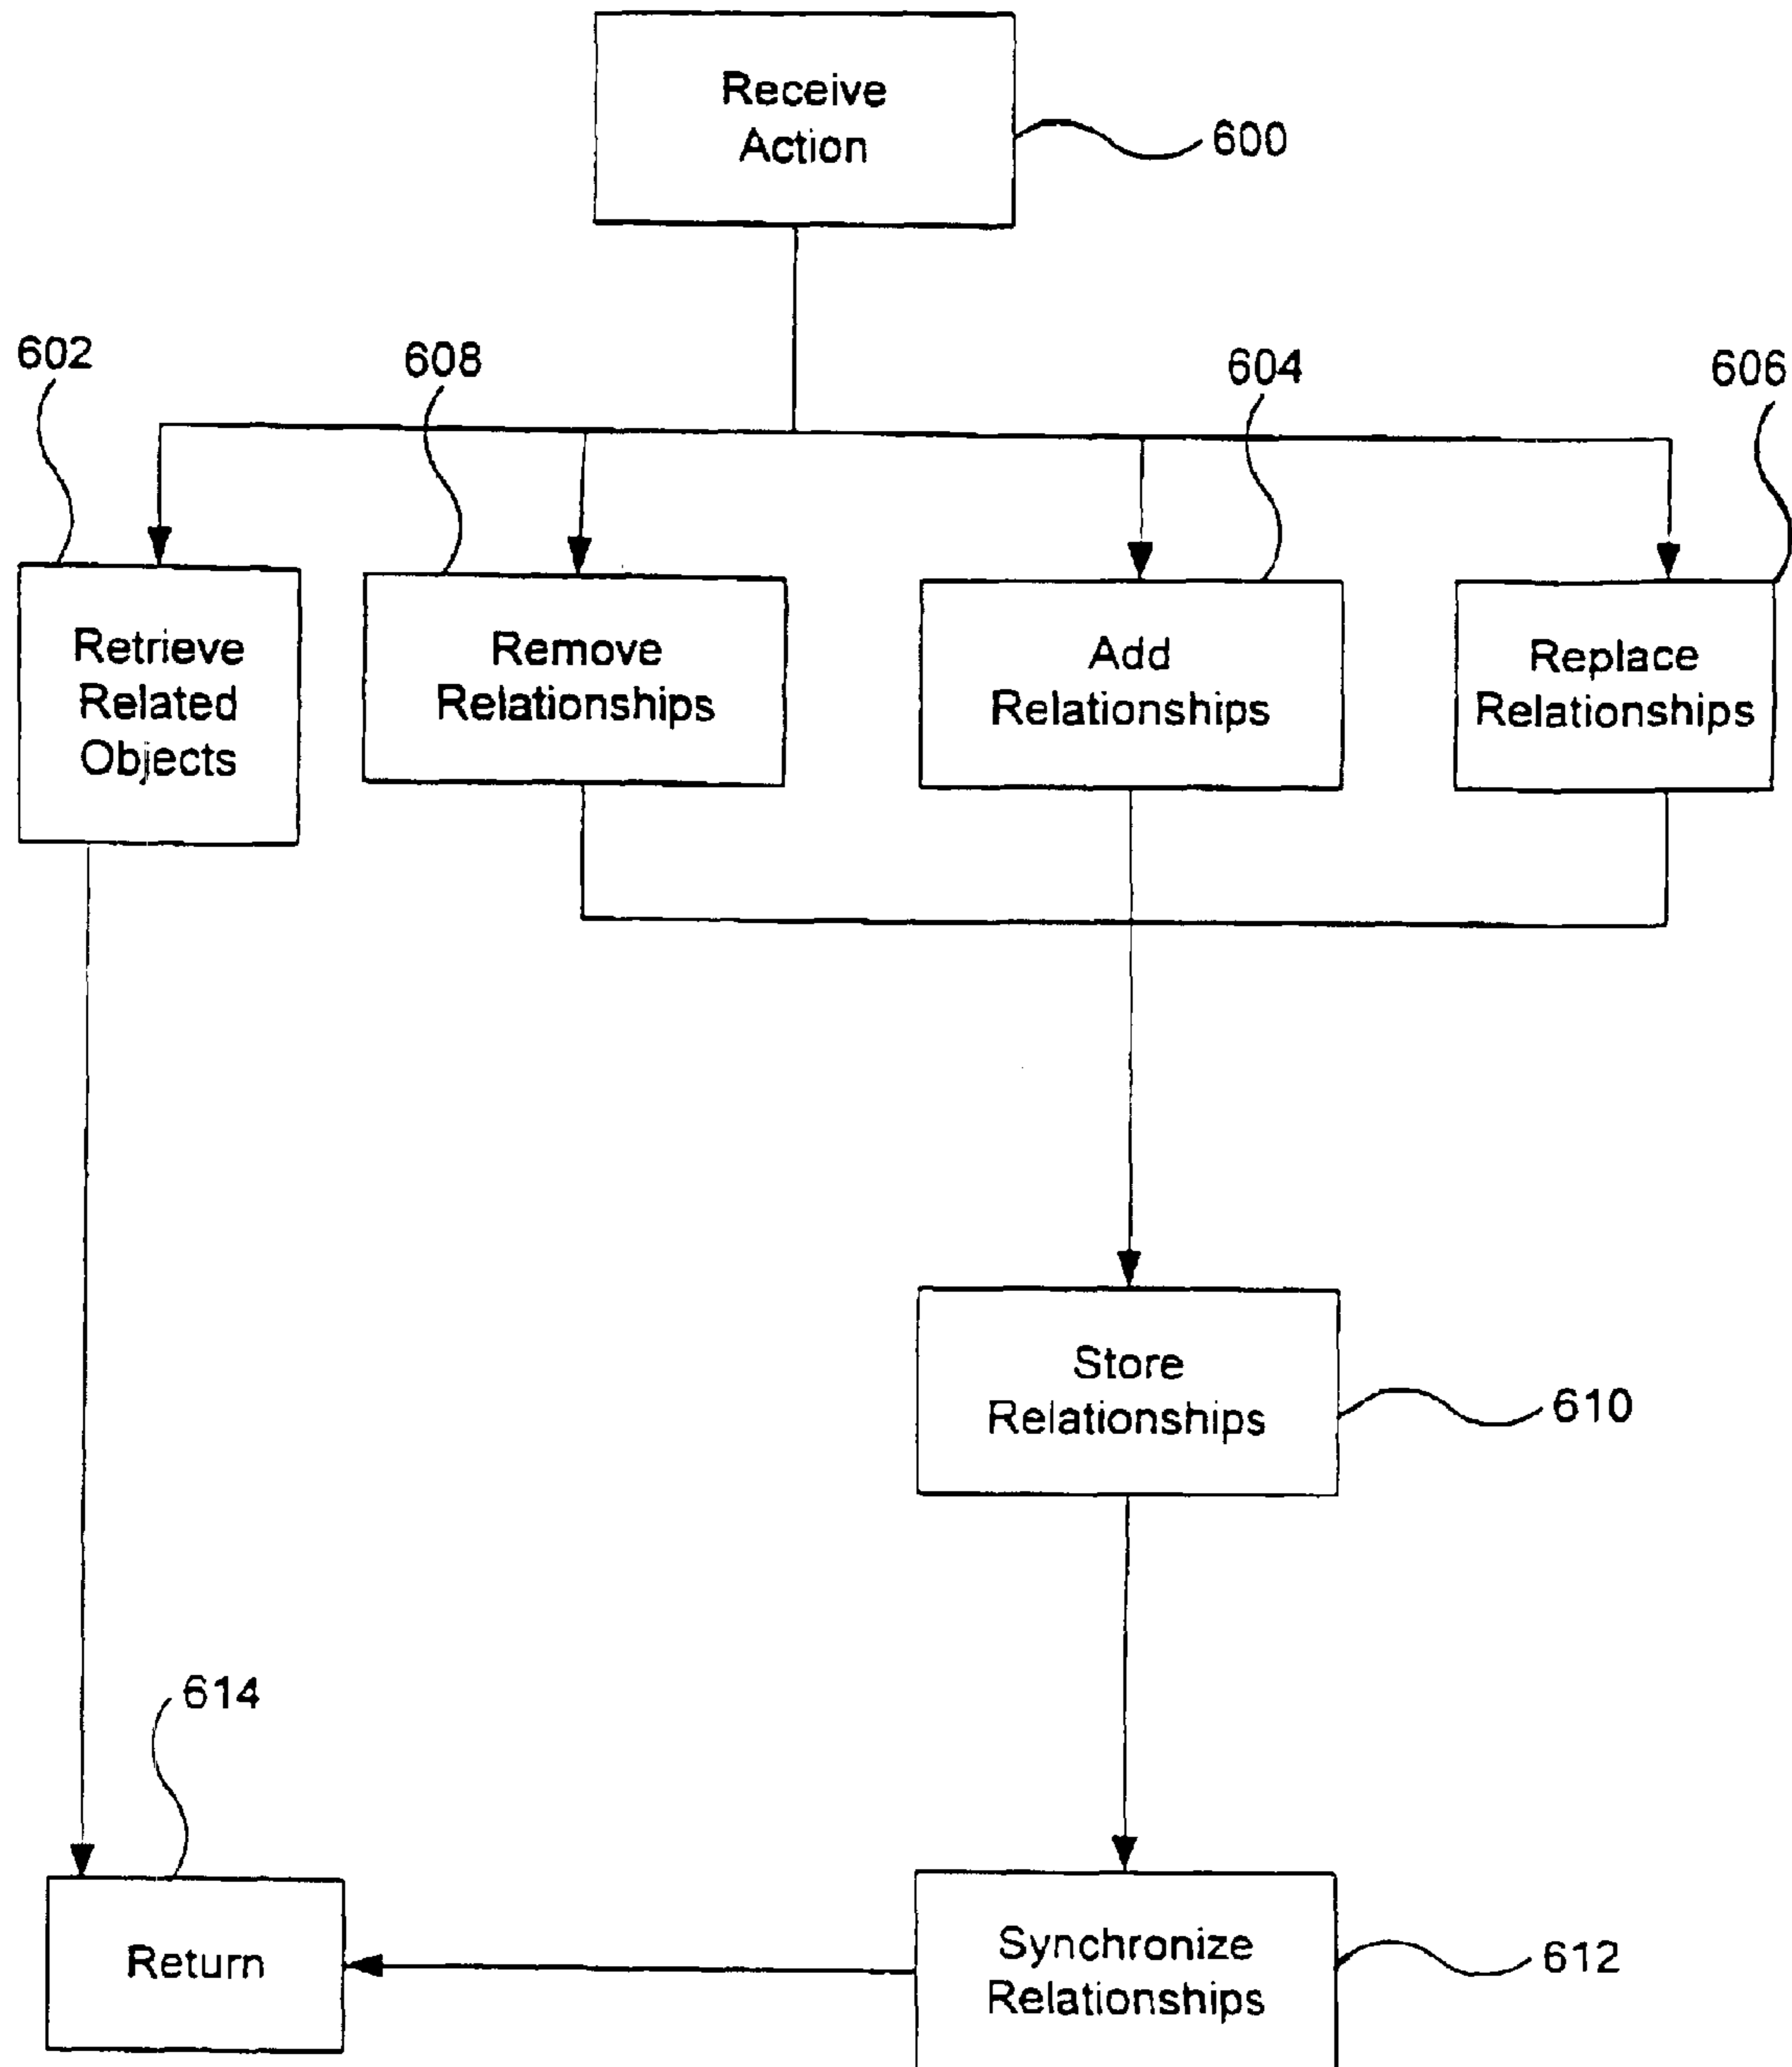 Receive
Action
600
602
608
604
606
Retrieve
Related
Objects
Remove
Relationships
Add
Relationships
Replace
Relationships
Store
Relationships
610
614
Return
Synchronize
Relationships
612